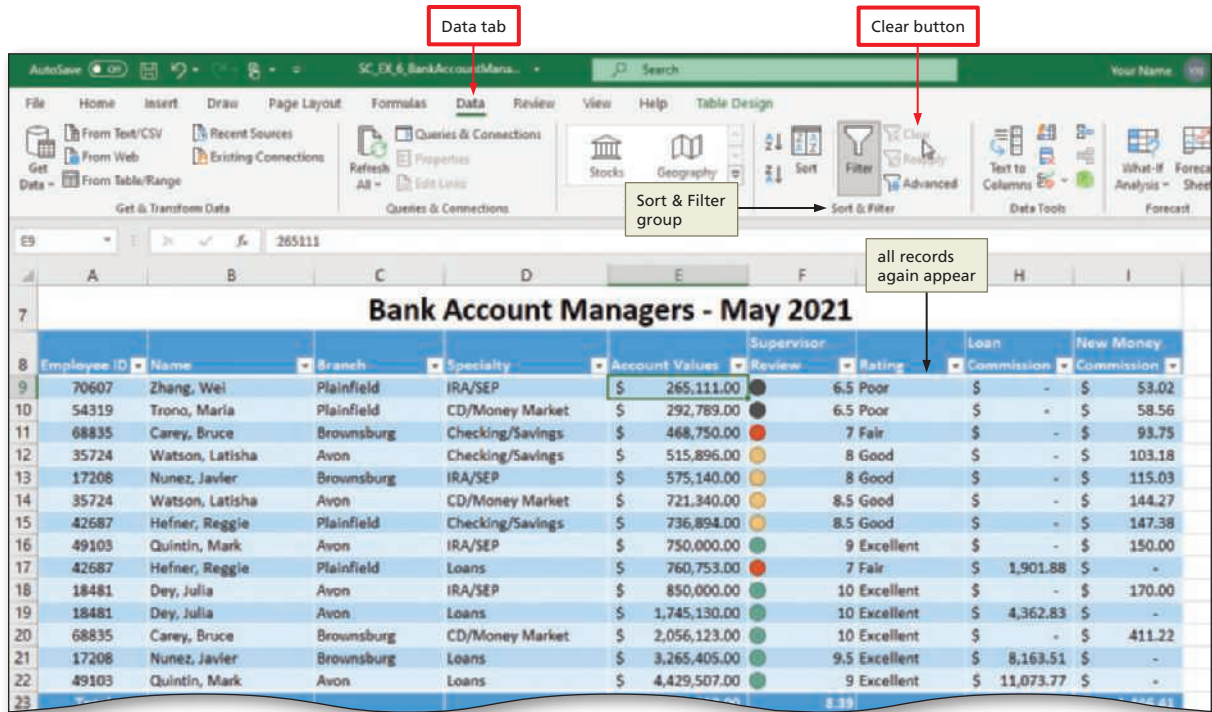 Data tab
Clear button
AutoSave Off
SC_EX_6_BankAccountMana...
Search
Your Name
File Home Insert Draw Page Layout Formulas Data Review View Help Table Design
Get Data
From Text/CSV
From Web
From Table/Range
Recent Sources
Existing Connections
Get & Transform Data
Refresh All
Queries & Connections
Properties
Edit Links
Queries & Connections
Stocks
Geography
Sort
Filter
Clear
Reapply
Advanced
Sort & Filter
Text to Columns
Data Tools
What-If Analysis
Foreca
Sheet
Forecast
Sort & Filter group
E9 fx 265111
all records again appear
A B C D E F H I
7 Bank Account Managers - May 2021
8 Employee ID Name Branch Specialty Account Values Supervisor Review Rating Loan Commission New Money Commission
9 70607 Zhang, Wei Plainfield IRA/SEP $ 265,111.00 6.5 Poor $ - $ 53.02
10 54319 Trono, Maria Plainfield CD/Money Market $ 292,789.00 6.5 Poor $ - $ 58.56
11 68835 Carey, Bruce Brownsburg Checking/Savings $ 468,750.00 7 Fair $ - $ 93.75
12 35724 Watson, Latisha Avon Checking/Savings $ 515,896.00 8 Good $ - $ 103.18
13 17208 Nunez, Javier Brownsburg IRA/SEP $ 575,140.00 8 Good $ - $ 115.03
14 35724 Watson, Latisha Avon CD/Money Market $ 721,340.00 8.5 Good $ - $ 144.27
15 42687 Hefner, Reggie Plainfield Checking/Savings $ 736,894.00 8.5 Good $ - $ 147.38
16 49103 Quintin, Mark Avon IRA/SEP $ 750,000.00 9 Excellent $ - $ 150.00
17 42687 Hefner, Reggie Plainfield Loans $ 760,753.00 7 Fair $ 1,901.88 $ -
18 18481 Dey, Julia Avon IRA/SEP $ 850,000.00 10 Excellent $ - $ 170.00
19 18481 Dey, Julia Avon Loans $ 1,745,130.00 10 Excellent $ 4,362.83 $ -
20 68835 Carey, Bruce Brownsburg CD/Money Market $ 2,056,123.00 10 Excellent $ - $ 411.22
21 17208 Nunez, Javier Brownsburg Loans $ 3,265,405.00 9.5 Excellent $ 8,163.51 $ -
22 49103 Quintin, Mark Avon Loans $ 4,429,507.00 9 Excellent $ 11,073.77 $ -
23 8.39